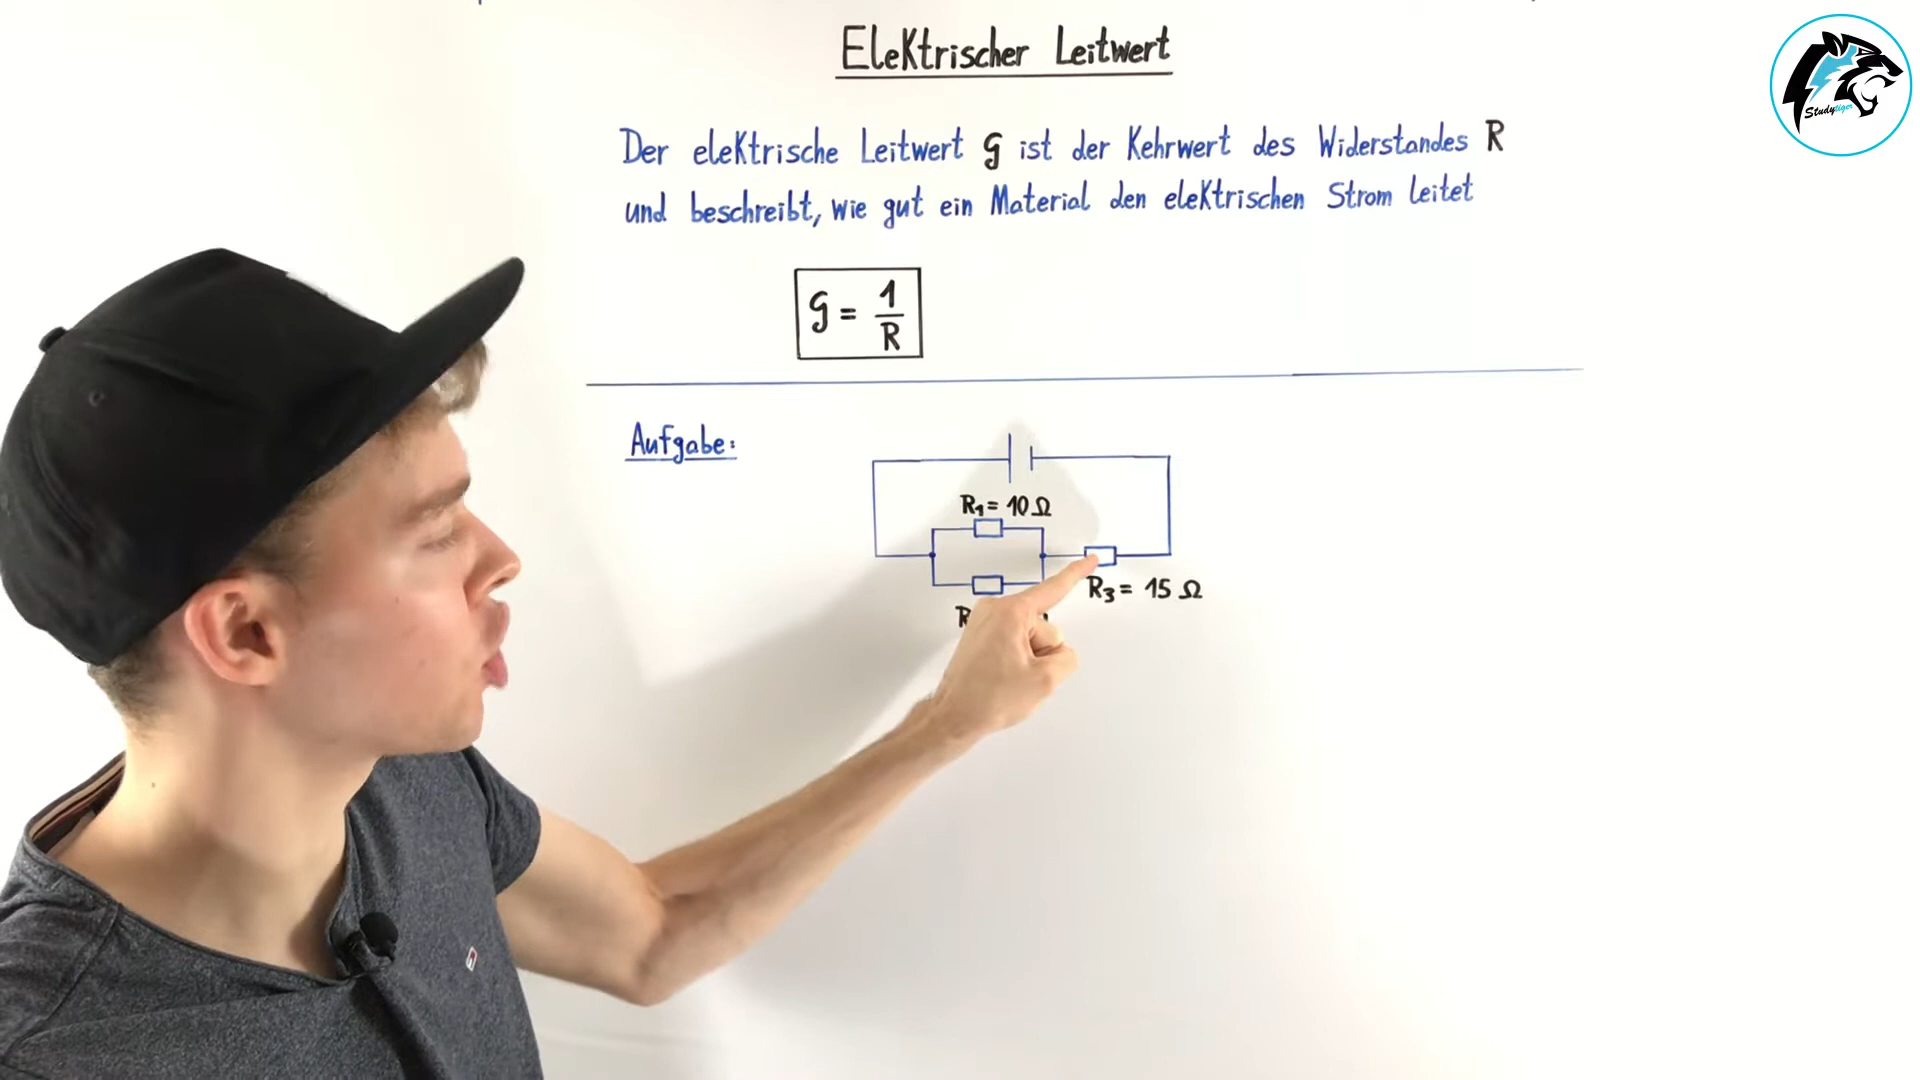 Elektrischer Leitwert
Studytiger
Der elektrische Leitwert G ist der Kehrwert des Widerstandes R
und beschreibt, wie gut ein Material den elektrischen Strom leitet
G = 1/R
Aufgabe:
R₁ = 10 Ω
R₃ = 15 Ω
R